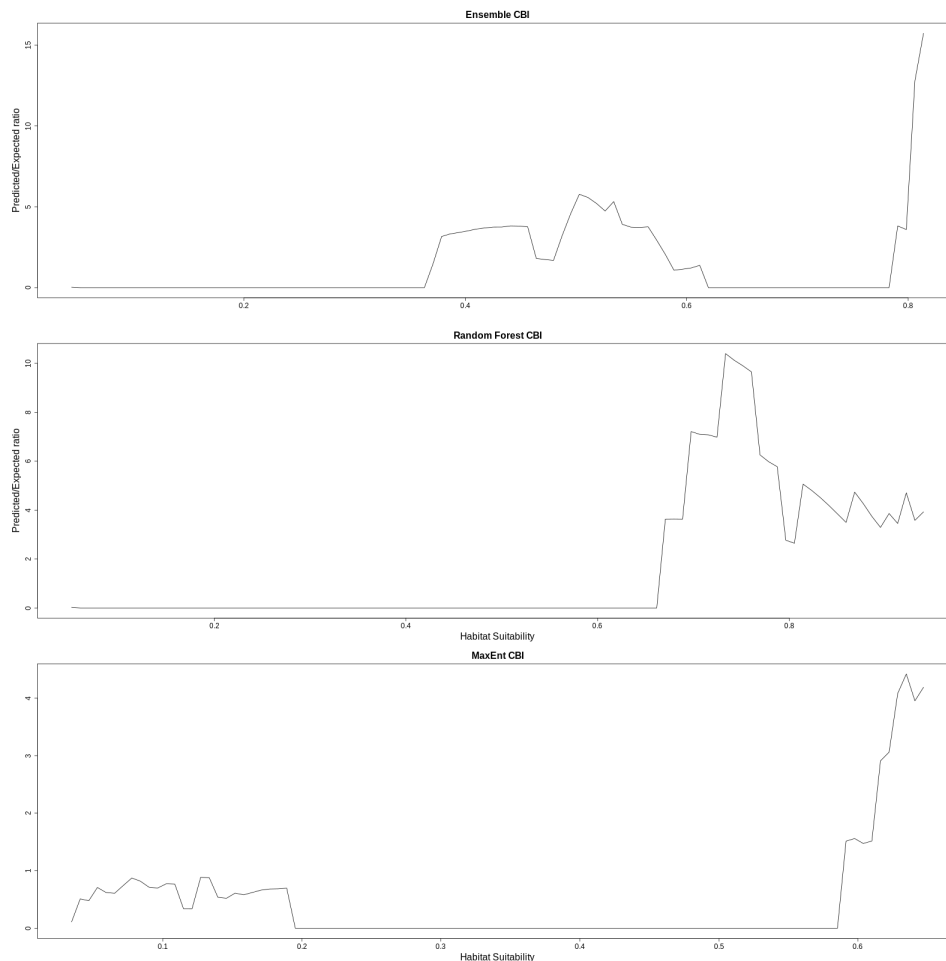 Ensemble CBI
Predicted/Expected ratio
15
10
5
0
0.2 0.4 0.6 0.8
Random Forest CBI
Predicted/Expected ratio
10
8
6
4
2
0
0.2 0.4 0.6 0.8
Habitat Suitability
MaxEnt CBI
4
3
2
1
0
0.1 0.2 0.3 0.4 0.5 0.6
Habitat Suitability